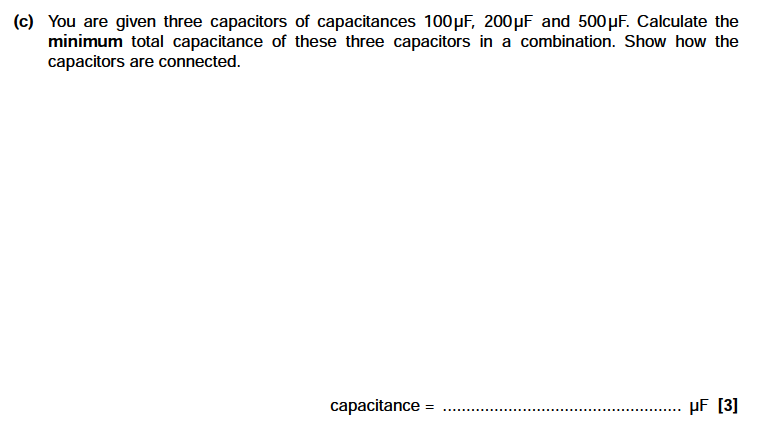 (c) You are given three capacitors of capacitances 100µF, 200µF and 500µF. Calculate the
minimum total capacitance of these three capacitors in a combination. Show how the
capacitors are connected.
capacitance = .................................................... µF [3]